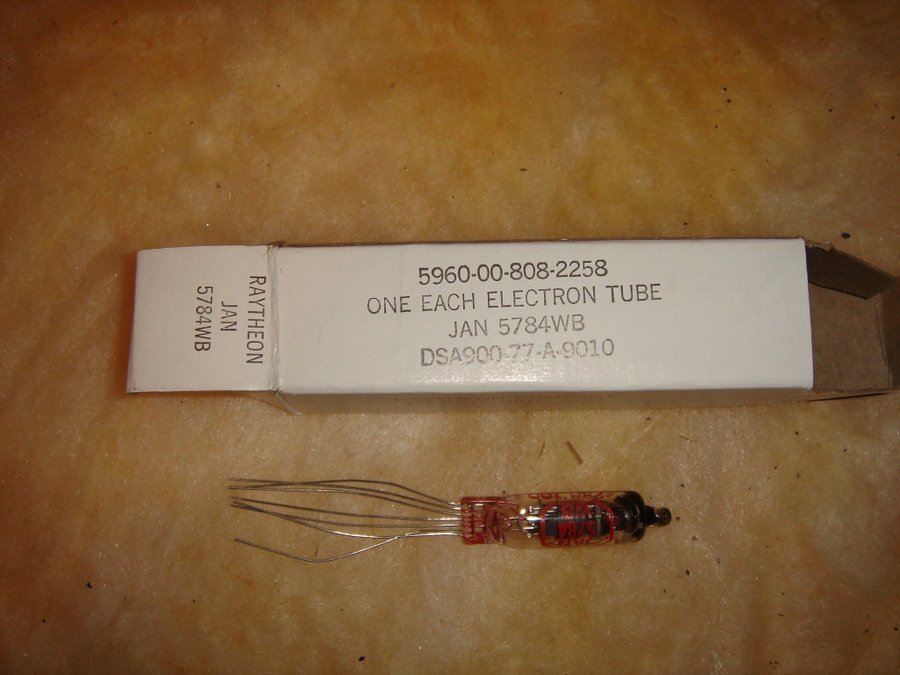 RAYTHEON
JAN
5784WB
5960-00-808-2258
ONE EACH ELECTRON TUBE
JAN 5784WB
DSA900-77-A-9010